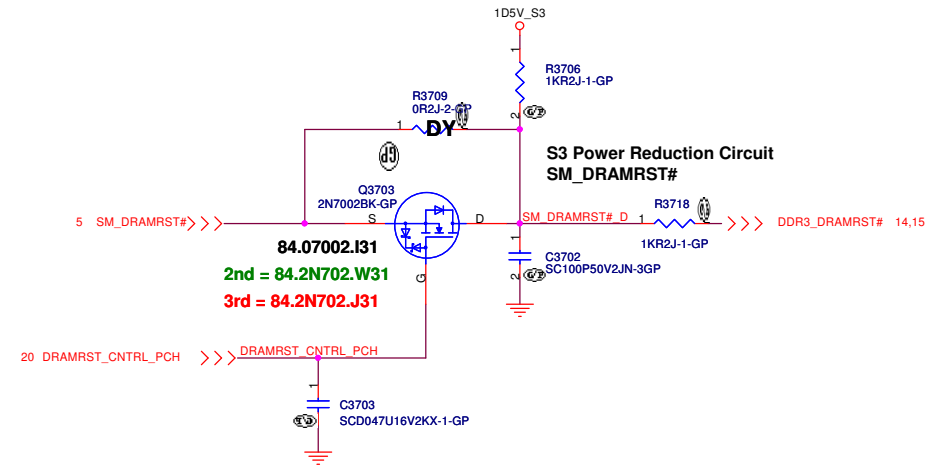 1D5V_S3
1
R3706
1KR2J-1-GP
2
R3709
0R2J-2-GP
1
DY
S3 Power Reduction Circuit
SM_DRAMRST#
Q3703
2N7002BK-GP
5 SM_DRAMRST#
S
D
G
SM_DRAMRST#_D
1
R3718
1KR2J-1-GP
DDR3_DRAMRST# 14,15
84.07002.I31
2nd = 84.2N702.W31
3rd = 84.2N702.J31
1
C3702
SC100P50V2JN-3GP
2
20 DRAMRST_CNTRL_PCH
DRAMRST_CNTRL_PCH
1
C3703
SCD047U16V2KX-1-GP